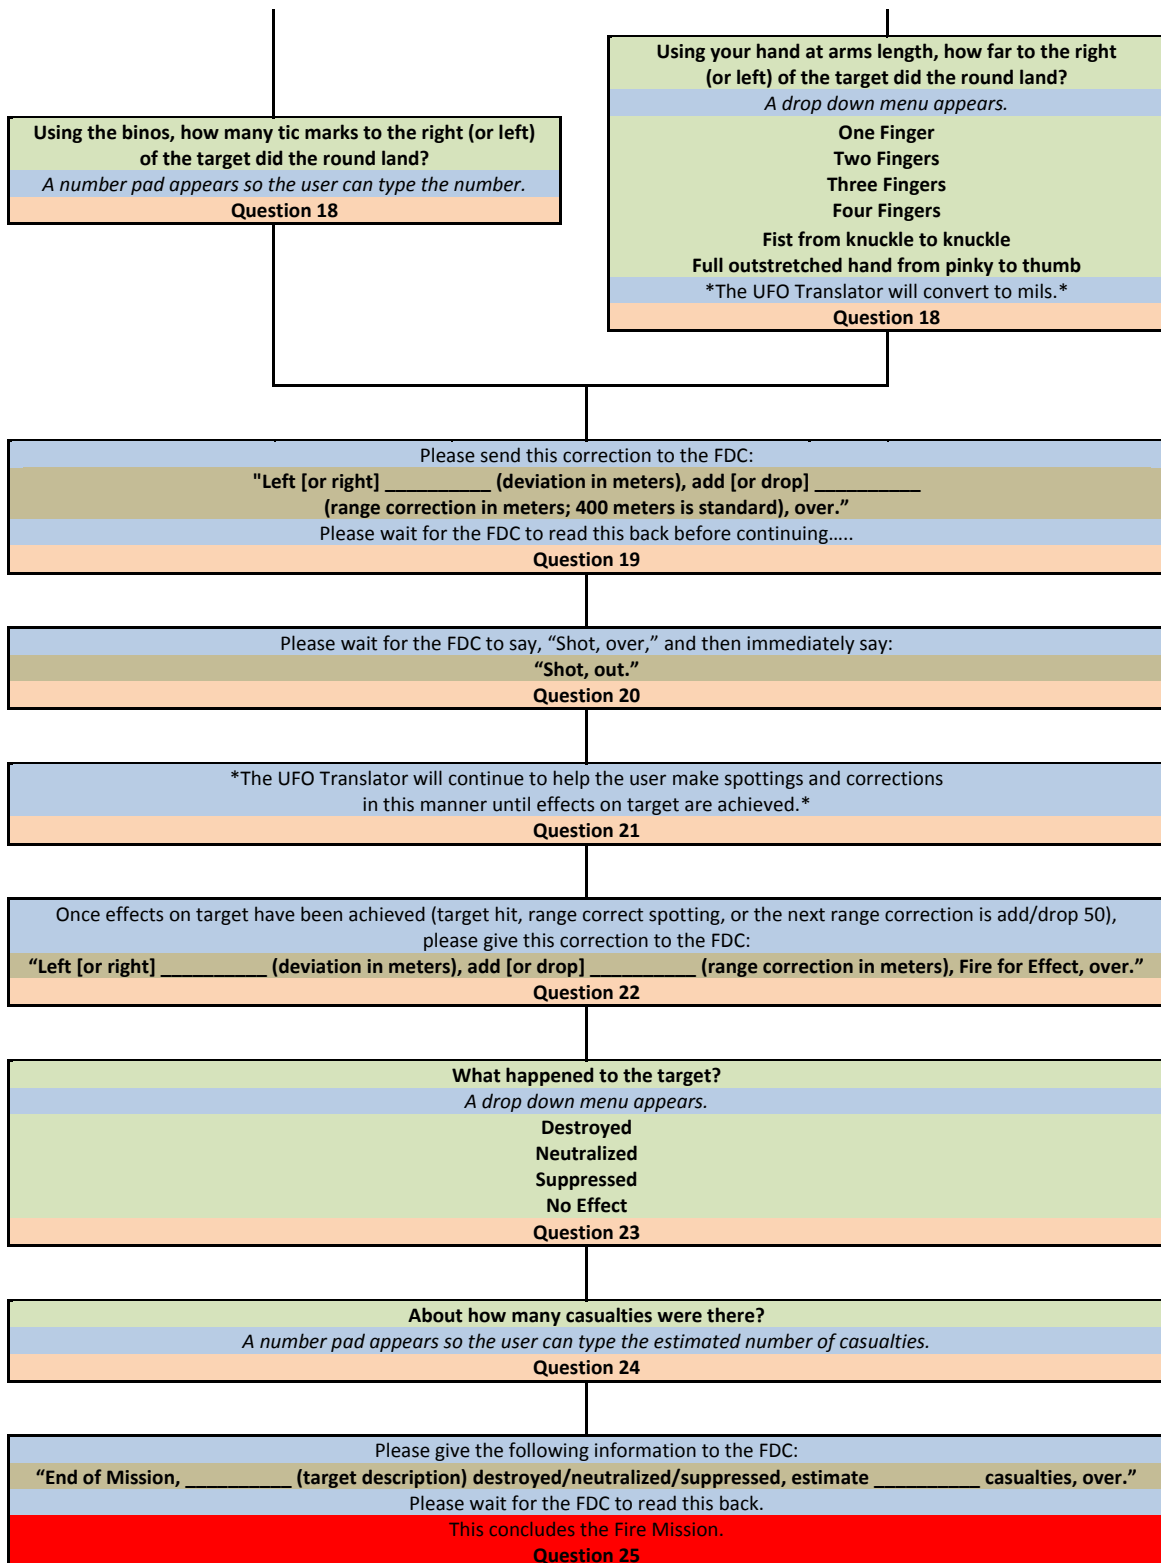 Using the binos, how many tic marks to the right (or left)
of the target did the round land?
A number pad appears so the user can type the number.
Question 18
Using your hand at arms length, how far to the right
(or left) of the target did the round land?
A drop down menu appears.
One Finger
Two Fingers
Three Fingers
Four Fingers
Fist from knuckle to knuckle
Full outstretched hand from pinky to thumb
*The UFO Translator will convert to mils.*
Question 18
Please send this correction to the FDC:
"Left [or right] __________ (deviation in meters), add [or drop] __________
(range correction in meters; 400 meters is standard), over.”
Please wait for the FDC to read this back before continuing…..
Question 19
Please wait for the FDC to say, “Shot, over,” and then immediately say:
“Shot, out.”
Question 20
*The UFO Translator will continue to help the user make spottings and corrections
in this manner until effects on target are achieved.*
Question 21
Once effects on target have been achieved (target hit, range correct spotting, or the next range correction is add/drop 50),
please give this correction to the FDC:
“Left [or right] __________ (deviation in meters), add [or drop] __________ (range correction in meters), Fire for Effect, over.”
Question 22
What happened to the target?
A drop down menu appears.
Destroyed
Neutralized
Suppressed
No Effect
Question 23
About how many casualties were there?
A number pad appears so the user can type the estimated number of casualties.
Question 24
Please give the following information to the FDC:
“End of Mission, __________ (target description) destroyed/neutralized/suppressed, estimate __________ casualties, over.”
Please wait for the FDC to read this back.
This concludes the Fire Mission.
Question 25